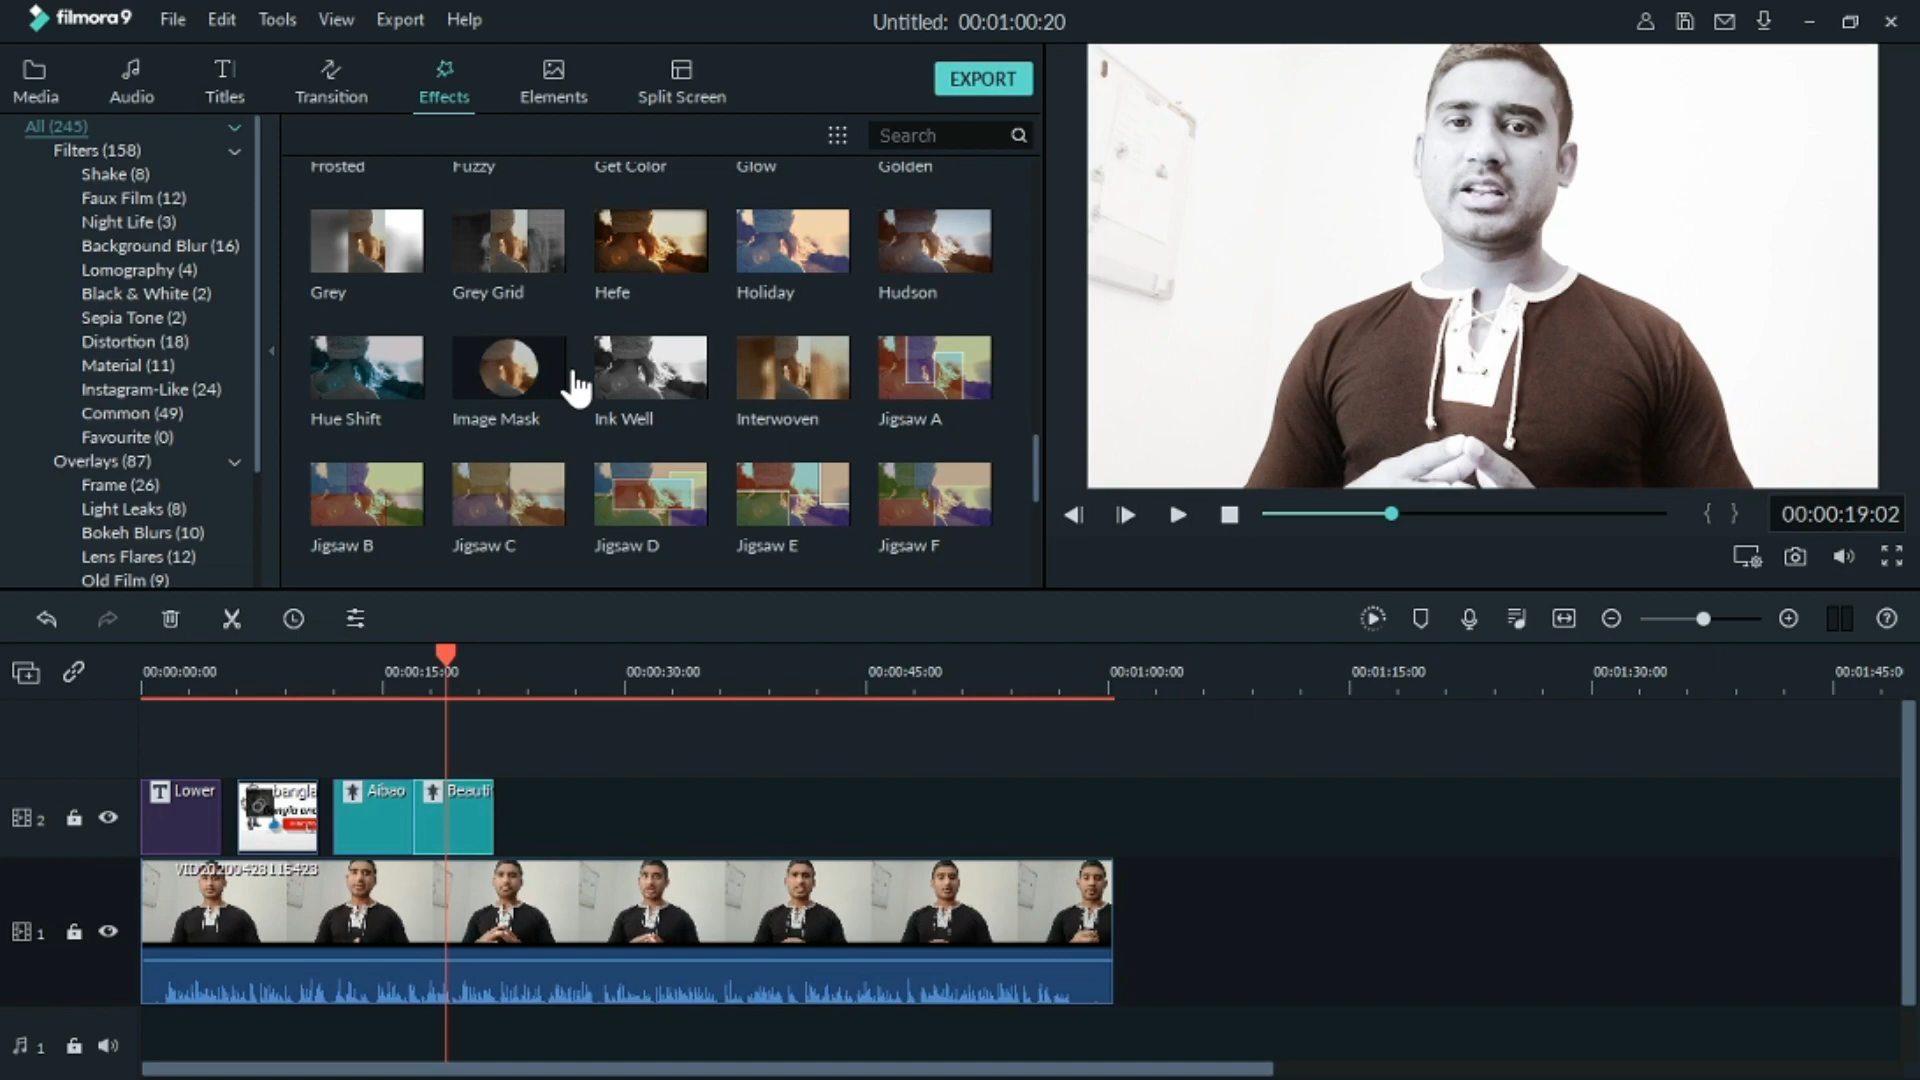 filmora9
File
Edit
Tools
View
Export
Help
Untitled: 00:01:00:20
Media
Audio
Titles
Transition
Effects
Elements
Split Screen
EXPORT
All (245)
Filters (158)
Shake (8)
Faux Film (12)
Night Life (3)
Background Blur (16)
Lomography (4)
Black & White (2)
Sepia Tone (2)
Distortion (18)
Material (11)
Instagram-Like (24)
Common (49)
Favourite (0)
Overlays (87)
Frame (26)
Light Leaks (8)
Bokeh Blurs (10)
Lens Flares (12)
Old Film (9)
Search
Frosted
Fuzzy
Get Color
Glow
Golden
Grey
Grey Grid
Hefe
Holiday
Hudson
Hue Shift
Image Mask
Ink Well
Interwoven
Jigsaw A
Jigsaw B
Jigsaw C
Jigsaw D
Jigsaw E
Jigsaw F
{ }
00:00:19:02
00:00:00:00
00:00:15:00
00:00:30:00
00:00:45:00
00:01:00:00
00:01:15:00
00:01:30:00
00:01:45:0
2
T Lower
bangla
Aibao
Beauti
VID20200428115423
1
1